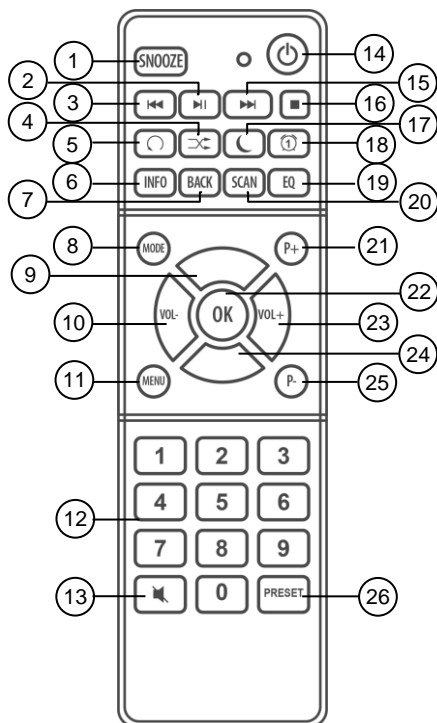 1 SNOOZE 14
2 15
3 16
4 17
5 1 18
6 INFO BACK SCAN EQ 19
7 20
8 MODE P+ 21
9 22
10 VOL- OK VOL+ 23
24
11 MENU P- 25
1 2 3
12 4 5 6
7 8 9
13 0 PRESET 26